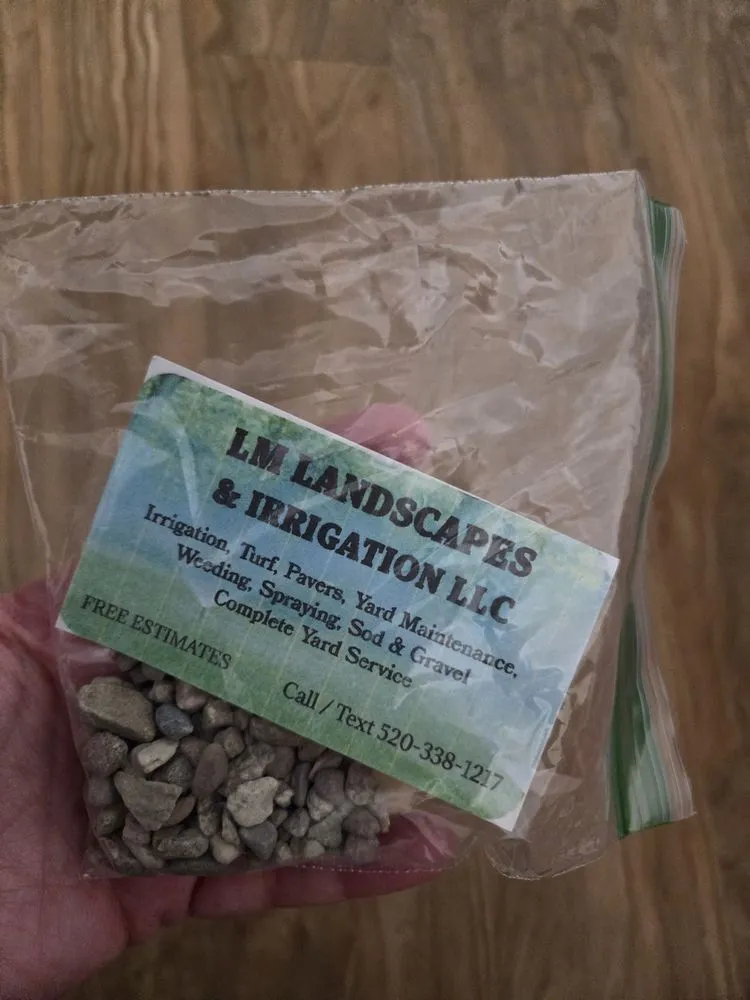 LM LANDSCAPES
& IRRIGATION LLC
Irrigation, Turf, Pavers, Yard Maintenance,
Weeding, Spraying, Sod & Gravel
Complete Yard Service
FREE ESTIMATES
Call / Text 520-338-1217